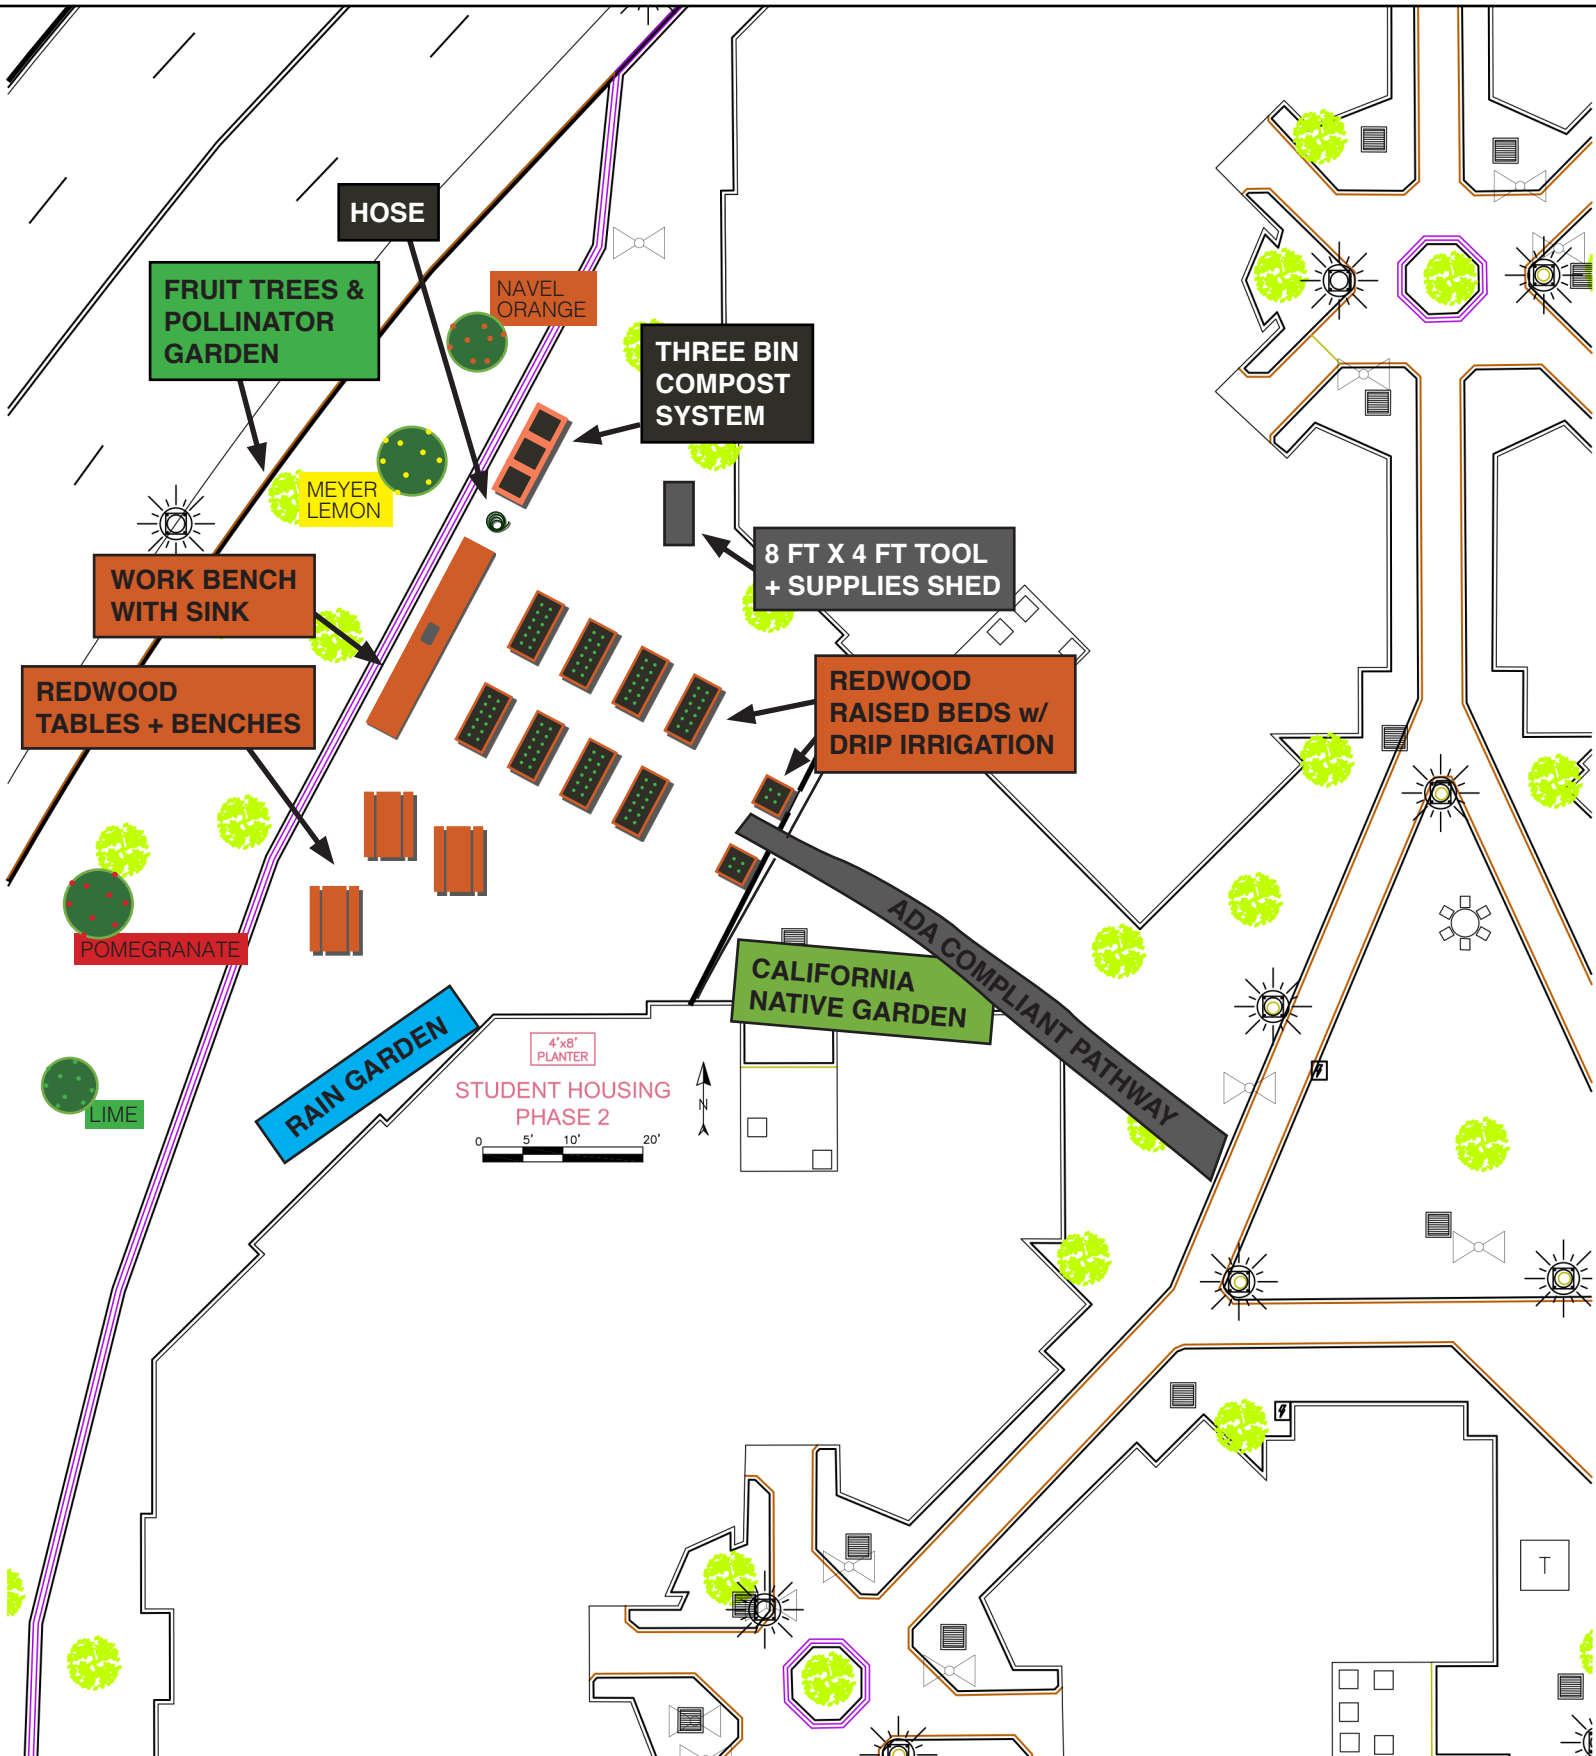 HOSE
FRUIT TREES &
POLLINATOR
GARDEN
NAVEL
ORANGE
THREE BIN
COMPOST
SYSTEM
MEYER
LEMON
8 FT X 4 FT TOOL
+ SUPPLIES SHED
WORK BENCH
WITH SINK
REDWOOD
TABLES + BENCHES
REDWOOD
RAISED BEDS w/
DRIP IRRIGATION
POMEGRANATE
ADA COMPLIANT PATHWAY
CALIFORNIA
NATIVE GARDEN
RAIN GARDEN
4'x8'
PLANTER
STUDENT HOUSING
PHASE 2
N
0 5' 10' 20'
LIME
T